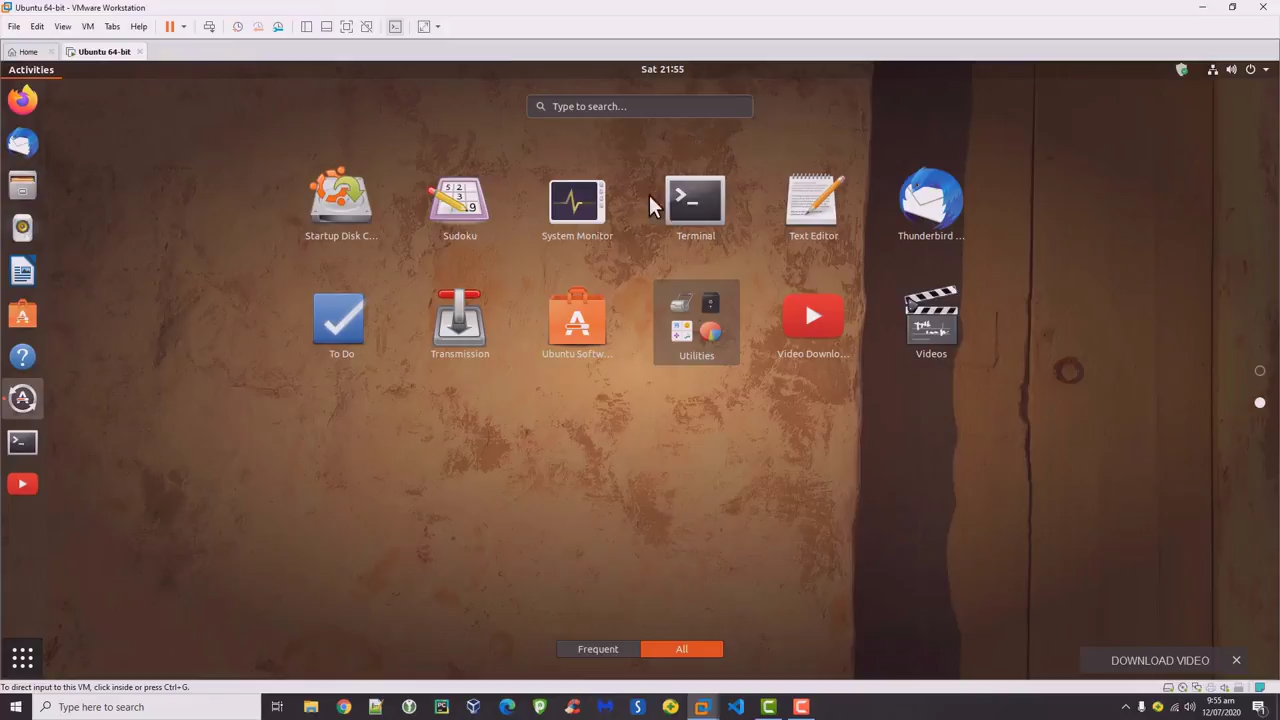 Ubuntu 64-bit - VMware Workstation
File Edit View VM Tabs Help
Home Ubuntu 64-bit
Activities
Sat 21:55
Type to search...
Startup Disk C... Sudoku System Monitor Terminal Text Editor Thunderbird ...
To Do Transmission Ubuntu Softw... Utilities Video Downlo... Videos
Frequent All
DOWNLOAD VIDEO
To direct input to this VM, click inside or press Ctrl+G.
Type here to search
9:55 am
12/07/2020